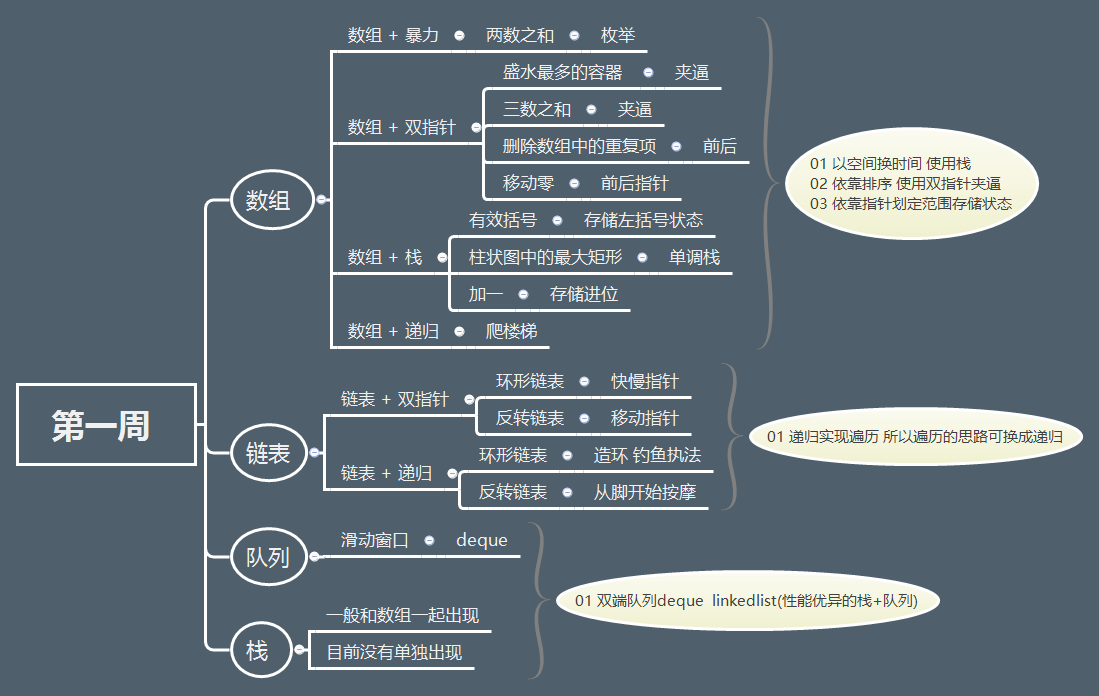 第一周
数组
数组 + 暴力
两数之和
枚举
数组 + 双指针
盛水最多的容器
夹逼
三数之和
夹逼
删除数组中的重复项
前后
移动零
前后指针
数组 + 栈
有效括号
存储左括号状态
柱状图中的最大矩形
单调栈
加一
存储进位
数组 + 递归
爬楼梯
01 以空间换时间 使用栈
02 依靠排序 使用双指针夹逼
03 依靠指针划定范围存储状态
链表
链表 + 双指针
环形链表
快慢指针
反转链表
移动指针
链表 + 递归
环形链表
造环 钓鱼执法
反转链表
从脚开始按摩
01 递归实现遍历 所以遍历的思路可换成递归
队列
滑动窗口
deque
栈
一般和数组一起出现
目前没有单独出现
01 双端队列deque linkedlist(性能优异的栈+队列)